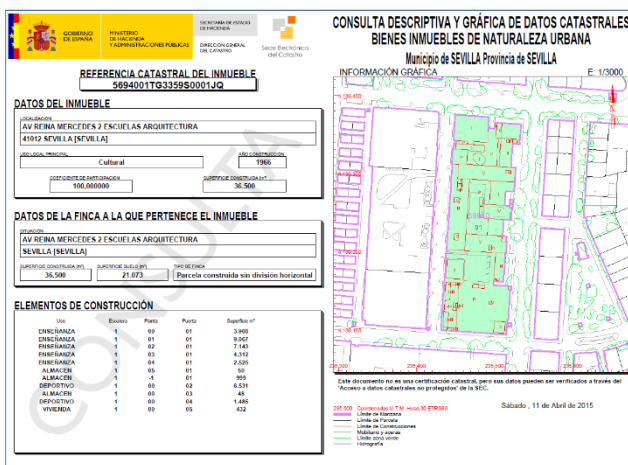 GOBIERNO DE ESPAÑA
MINISTERIO DE HACIENDA Y ADMINISTRACIONES PÚBLICAS
SECRETARÍA DE ESTADO DE HACIENDA
DIRECCIÓN GENERAL DEL CATASTRO
Sede Electrónica del Catastro
CONSULTA DESCRIPTIVA Y GRÁFICA DE DATOS CATASTRALES
BIENES INMUEBLES DE NATURALEZA URBANA
Municipio de SEVILLA Provincia de SEVILLA
REFERENCIA CATASTRAL DEL INMUEBLE
5694001TG3359S0001JQ
DATOS DEL INMUEBLE
LOCALIZACIÓN
AV REINA MERCEDES 2 ESCUELAS ARQUITECTURA
41012 SEVILLA [SEVILLA]
USO LOCAL PRINCIPAL AÑO CONSTRUCCIÓN
Cultural 1966
COEFICIENTE DE PARTICIPACIÓN SUPERFICIE CONSTRUIDA [m²]
100,000000 36.500
DATOS DE LA FINCA A LA QUE PERTENECE EL INMUEBLE
SITUACIÓN
AV REINA MERCEDES 2 ESCUELAS ARQUITECTURA
SEVILLA [SEVILLA]
SUPERFICIE CONSTRUIDA [m²] SUPERFICIE SUELO [m²] TIPO DE FINCA
36.500 21.073 Parcela construida sin división horizontal
ELEMENTOS DE CONSTRUCCIÓN
Uso Escalera Planta Puerta Superficie m²
ENSEÑANZA 1 00 01 3.908
ENSEÑANZA 1 01 01 9.067
ENSEÑANZA 1 02 01 7.143
ENSEÑANZA 1 03 01 4.312
ENSEÑANZA 1 04 01 2.525
ALMACEN 1 05 01 50
ALMACEN 1 -1 01 999
DEPORTIVO 1 00 02 6.531
ALMACEN 1 00 03 48
DEPORTIVO 1 00 04 1.485
VIVIENDA 1 00 05 432
CONSULTA
INFORMACIÓN GRÁFICA E: 1/3000
Este documento no es una certificación catastral, pero sus datos pueden ser verificados a través del
'Acceso a datos catastrales no protegidos' de la SEC.
Coordenadas U.T.M. Huso 30 ETRS89
Límite de Manzana
Límite de Parcela
Límite de Construcciones
Mobiliario y aceras
Límite zona verde
Hidrografía
Sábado , 11 de Abril de 2015